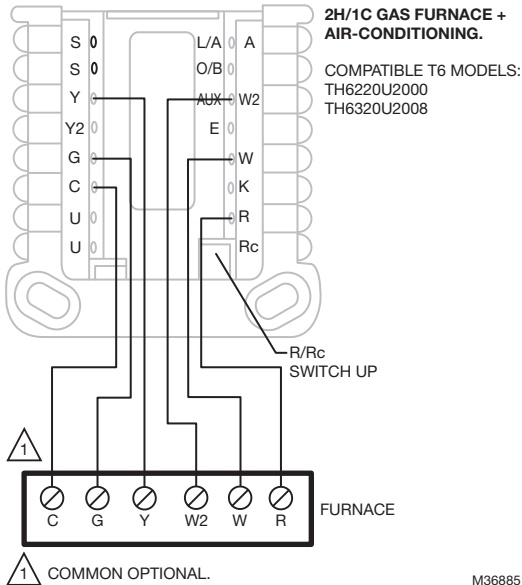 2H/1C GAS FURNACE +
AIR-CONDITIONING.
COMPATIBLE T6 MODELS:
TH6220U2000
TH6320U2008
S
S
Y
Y2
G
C
U
U
L/A A
O/B
AUX W2
E
W
K
R
Rc
R/Rc
SWITCH UP
1
C G Y W2 W R
FURNACE
1 COMMON OPTIONAL.
M36885